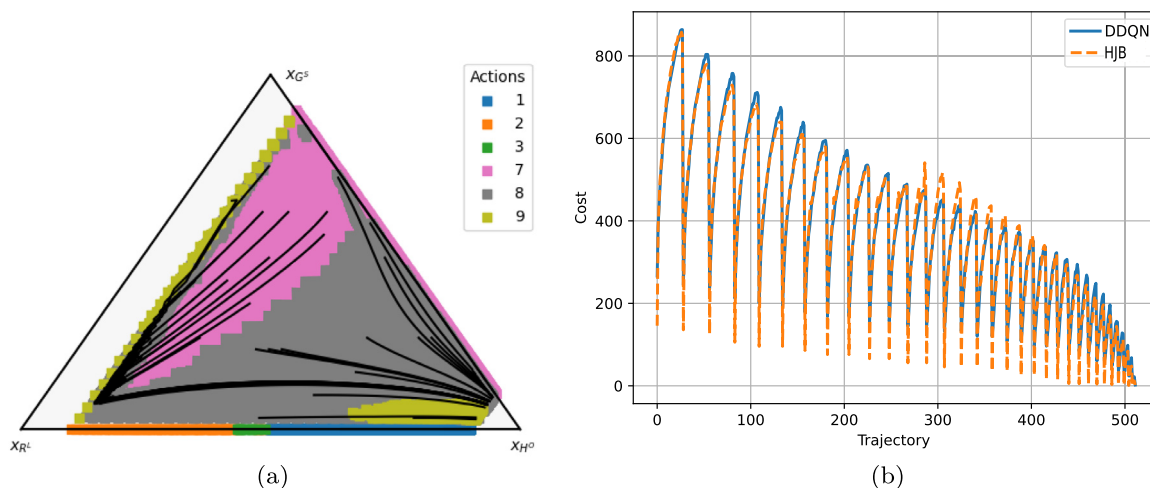 x_{G^S}
Actions
1
2
3
7
8
9
x_{R^L}
x_{H^O}
(a)
DDQN
HJB
Cost
800
600
400
200
0
0 100 200 300 400 500
Trajectory
(b)